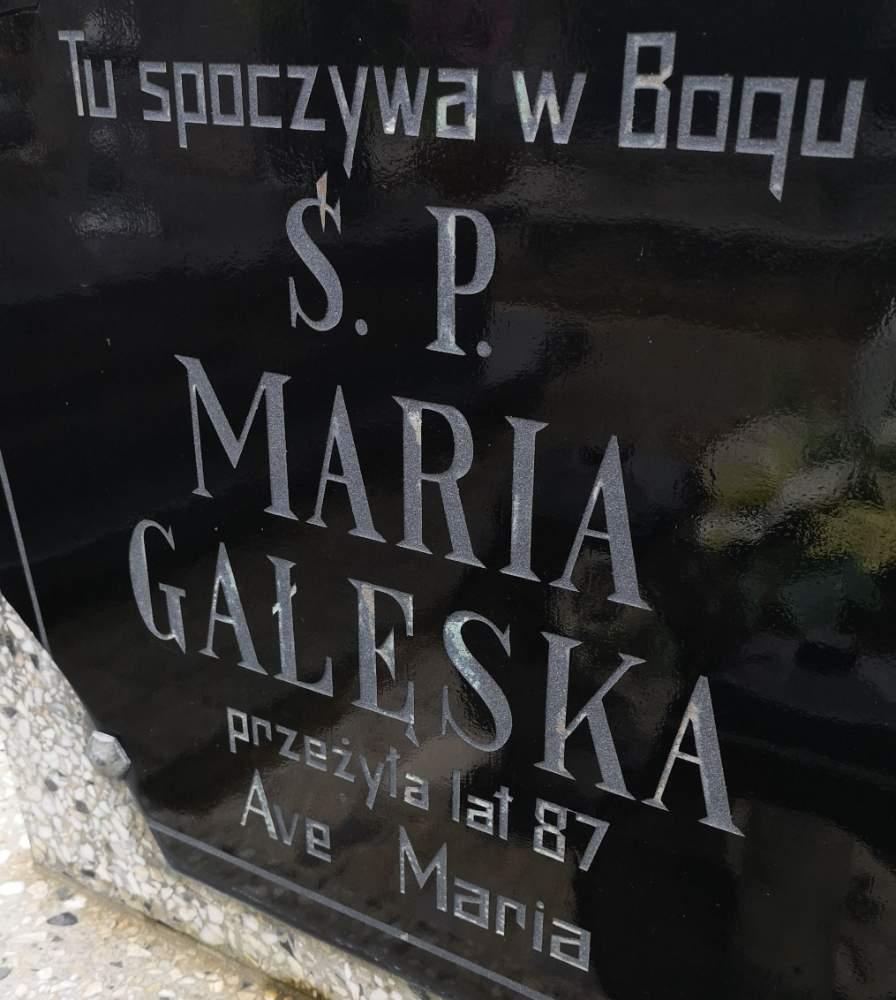 Tu spoczywa w Bogu
Ś. P.
MARIA
GAŁĘSKA
przeżyła lat 87
Ave Maria